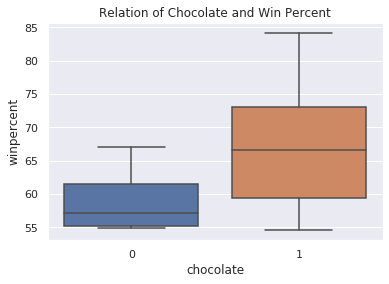 Relation of Chocolate and Win Percent
85
80
75
70
65
60
55
winpercent
0 1
chocolate